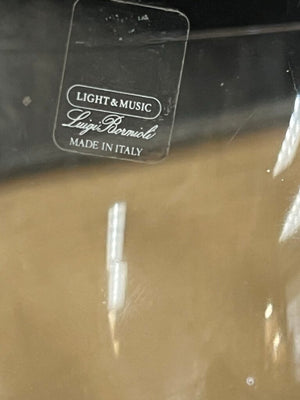 LIGHT & MUSIC
Luigi Bormioli
MADE IN ITALY